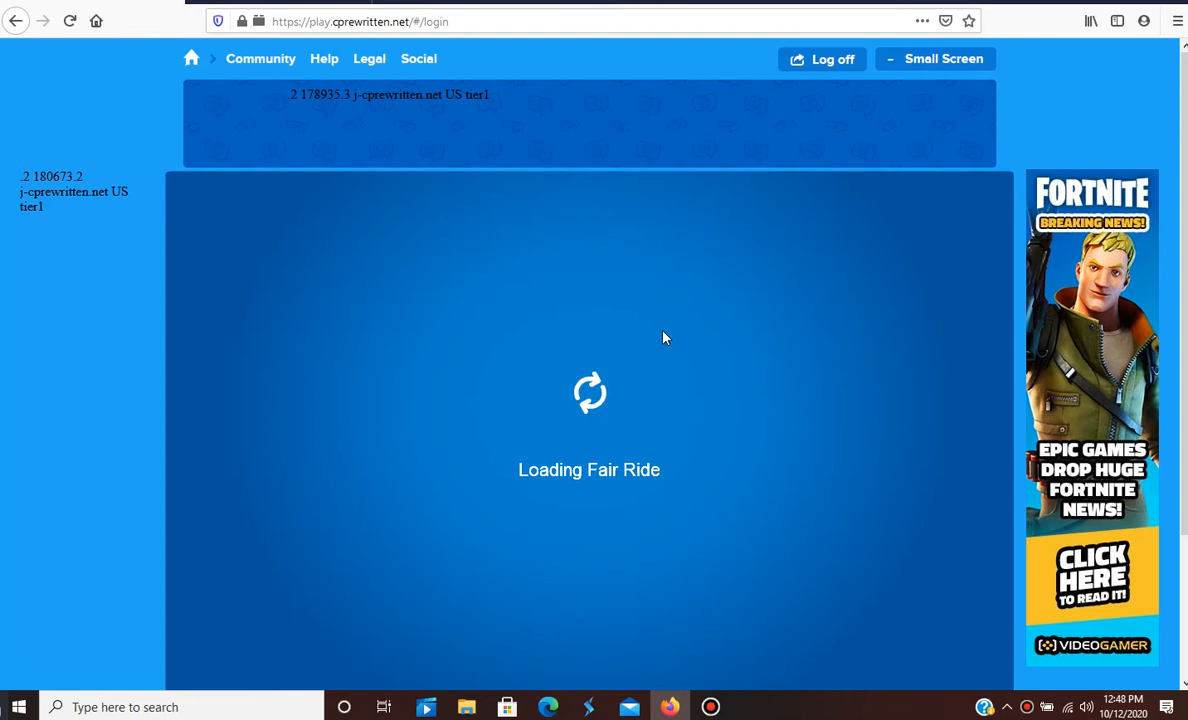 https://play.cprewritten.net/#/login
Community Help Legal Social Log off - Small Screen
.2 178935.3 j-cprewritten.net US tier1
.2 180673.2
j-cprewritten.net US
tier1
Loading Fair Ride
FORTNITE
BREAKING NEWS!
EPIC GAMES
DROP HUGE
FORTNITE
NEWS!
CLICK
HERE
TO READ IT!
VIDEOGAMER
Type here to search
12:48 PM
10/12/2020